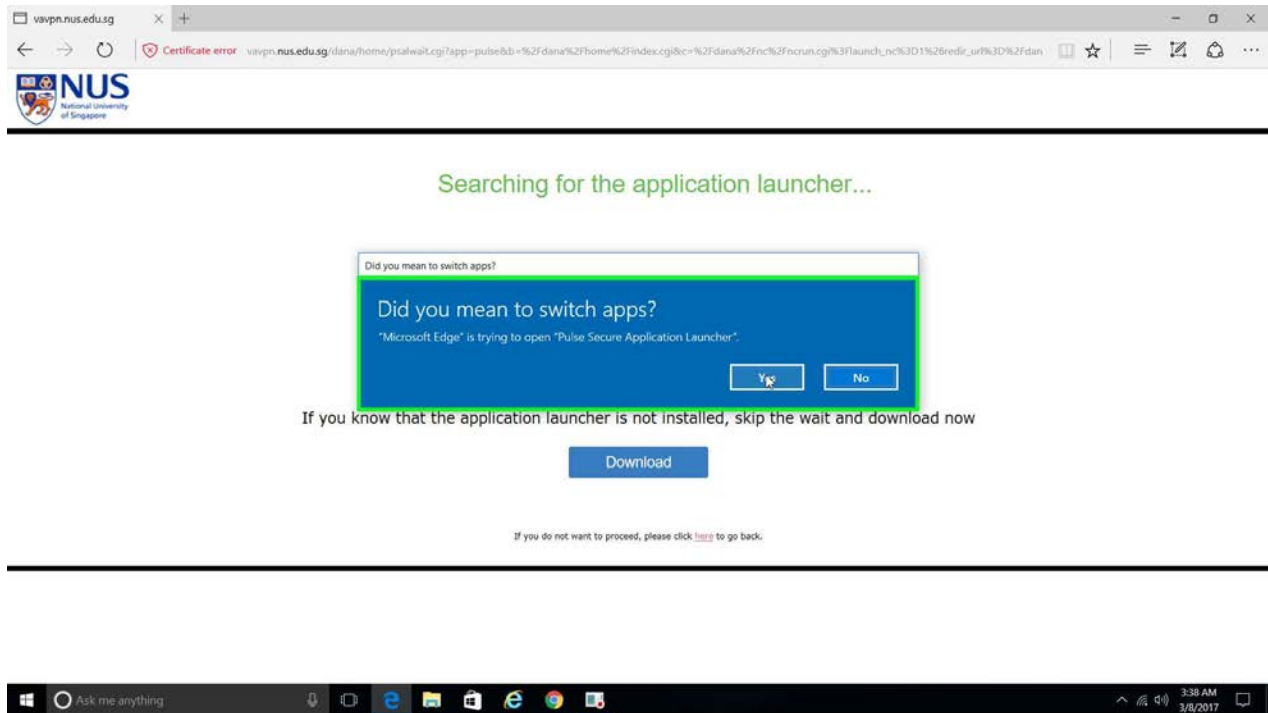 vavpn.nus.edu.sg
Certificate error vavpn.nus.edu.sg/dana/home/psalwait.cgi?app=pulse&b=%2Fdana%2Fhome%2Findex.cgi&c=%2Fdana%2Fnc%2Fncrun.cgi%3Flaunch_nc%3D1%26redir_url%3D%2Fdan
NUS
National University
of Singapore
Searching for the application launcher...
Did you mean to switch apps?
Did you mean to switch apps?
"Microsoft Edge" is trying to open "Pulse Secure Application Launcher".
Yes No
If you know that the application launcher is not installed, skip the wait and download now
Download
If you do not want to proceed, please click here to go back.
Ask me anything
3:38 AM
3/8/2017